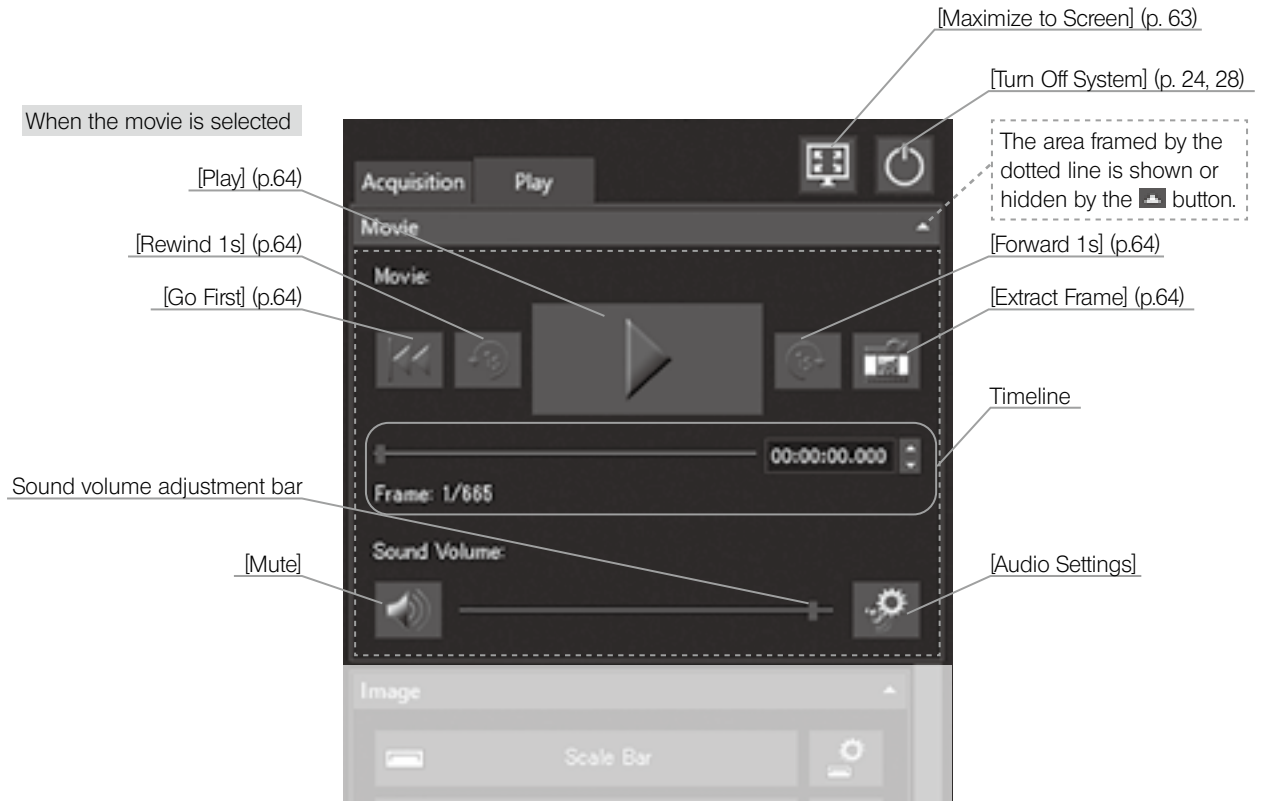 [Maximize to Screen] (p. 63)
[Turn Off System] (p. 24, 28)
When the movie is selected
The area framed by the
dotted line is shown or
hidden by the button.
[Play] (p.64)
Acquisition Play
Movie
[Rewind 1s] (p.64)
[Forward 1s] (p.64)
Movie:
[Go First] (p.64)
[Extract Frame] (p.64)
Timeline
00:00:00.000
Sound volume adjustment bar
Frame: 1/665
Sound Volume:
[Mute]
[Audio Settings]
Image
Scale Bar